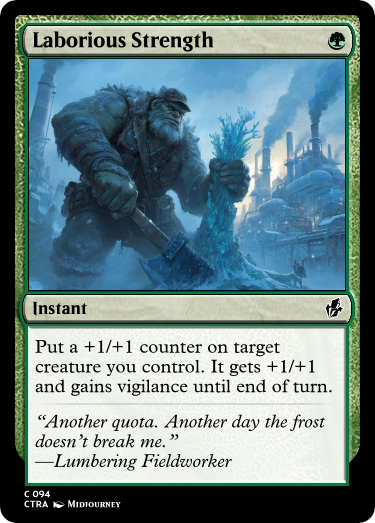 Laborious Strength
Instant
Put a +1/+1 counter on target
creature you control. It gets +1/+1
and gains vigilance until end of turn.
“Another quota. Another day the frost
doesn’t break me.”
—Lumbering Fieldworker
C 094
CTRA Midjourney